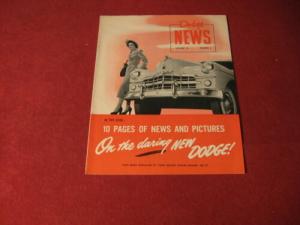 Dodge
NEWS
IN THIS ISSUE
10 PAGES OF NEWS AND PICTURES
On the daring NEW DODGE!